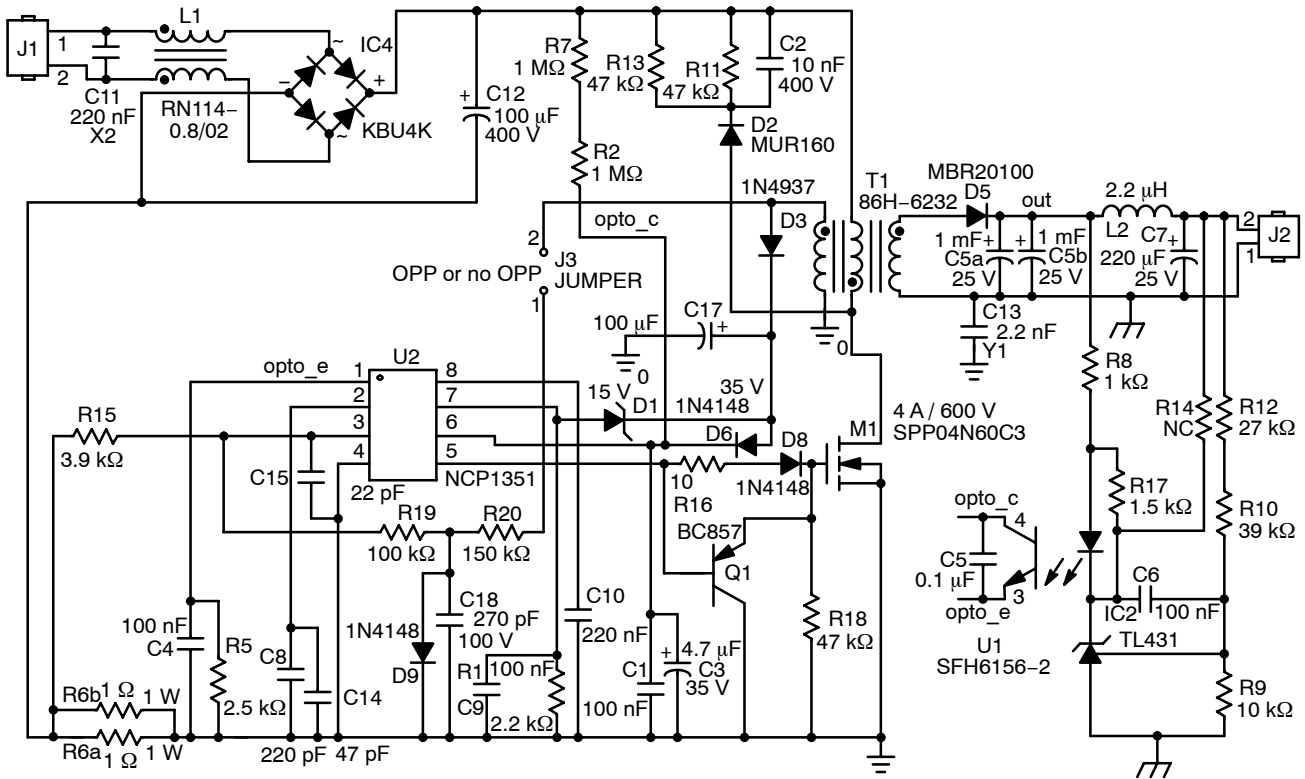 L1
J1
1
2
C11
220 nF
X2
RN114–
0.8/02
~
IC4
–
+
~
KBU4K
+
C12
100 μF
400 V
R7
1 MΩ
R13
47 kΩ
R11
47 kΩ
C2
10 nF
400 V
D2
MUR160
R2
1 MΩ
1N4937
D3
opto_c
2
J3
OPP or no OPP
JUMPER
1
T1
86H–6232
MBR20100
D5
out
2.2 μH
L2
2
1
J2
1 mF
+
C5a
25 V
+
1 mF
C5b
25 V
C7
+
220
μF
25 V
C13
2.2 nF
Y1
0
C17
100 μF
+
0
35 V
15 V
D1
1N4148
D6
opto_e
U2
1
2
3
4
8
7
6
5
NCP1351
R15
3.9 kΩ
C15
22 pF
10
R16
D8
1N4148
M1
4 A / 600 V
SPP04N60C3
R8
1 kΩ
R14
NC
R12
27 kΩ
R17
1.5 kΩ
R10
39 kΩ
R19
100 kΩ
R20
150 kΩ
BC857
Q1
opto_c
4
C5
0.1 μF
3
opto_e
U1
SFH6156–2
C6
100 nF
IC2
TL431
R9
10 kΩ
100 nF
C4
R5
2.5 kΩ
C8
C14
220 pF
47 pF
1N4148
D9
C18
270 pF
100 V
R1
100 nF
C9
2.2 kΩ
C10
220 nF
C1
100 nF
+
4.7 μF
C3
35 V
R18
47 kΩ
R6b
1 Ω
1 W
R6a
1 Ω
1 W